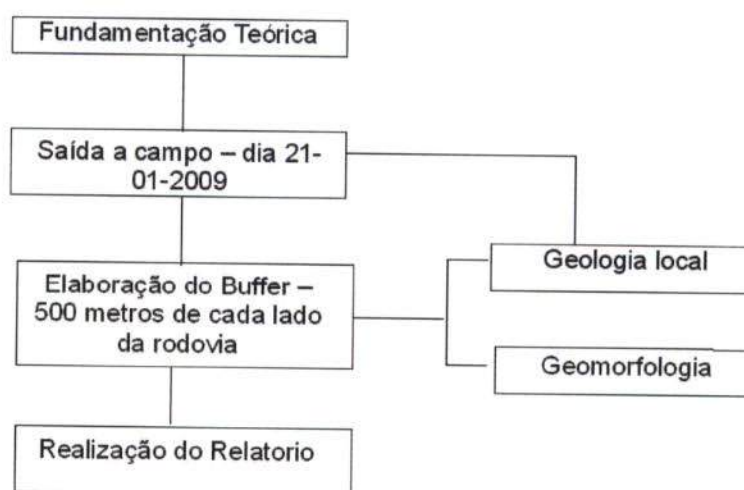 Fundamentação Teórica
Saída a campo – dia 21-
01-2009
Elaboração do Buffer –
500 metros de cada lado
da rodovia
Geologia local
Geomorfologia
Realização do Relatorio